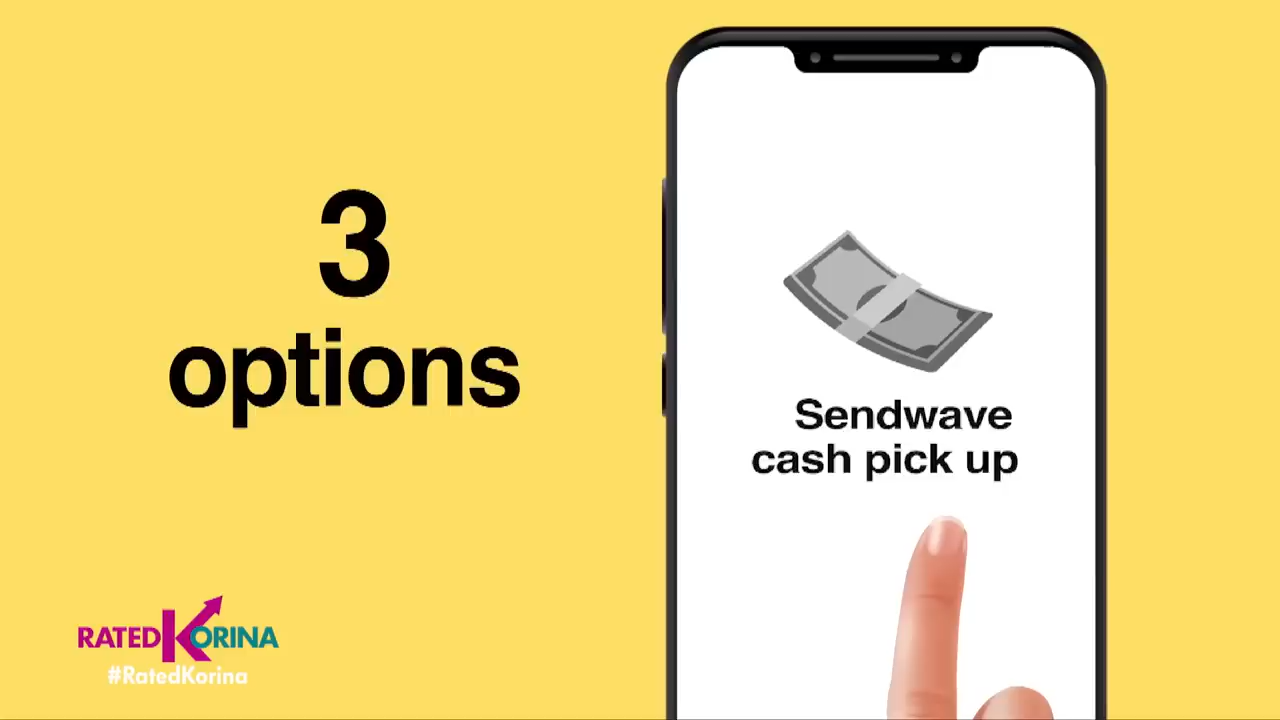 3
options
Sendwave
cash pick up
RATED KORINA
#RatedKorina